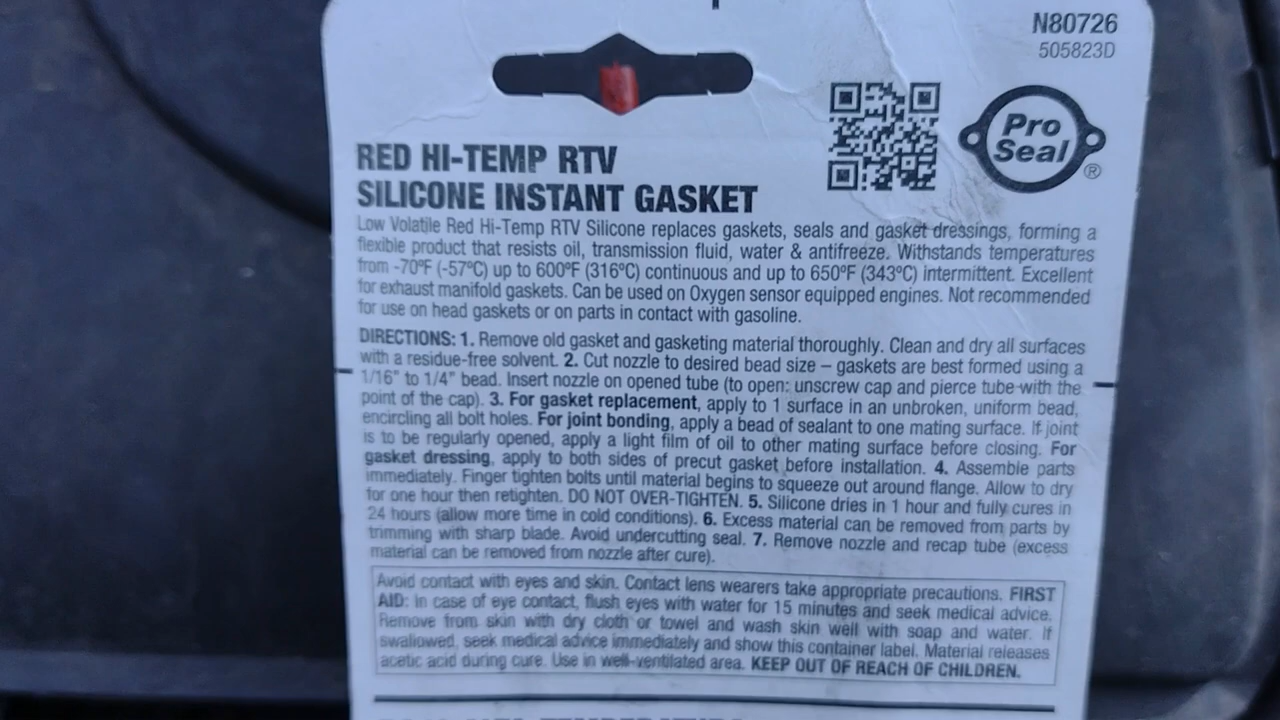 N80726
505823D
Pro
Seal
®
RED HI-TEMP RTV
SILICONE INSTANT GASKET
Low Volatile Red Hi-Temp RTV Silicone replaces gaskets, seals and gasket dressings, forming a
flexible product that resists oil, transmission fluid, water & antifreeze. Withstands temperatures
from -70ºF (-57ºC) up to 600ºF (316ºC) continuous and up to 650ºF (343ºC) intermittent. Excellent
for exhaust manifold gaskets. Can be used on Oxygen sensor equipped engines. Not recommended
for use on head gaskets or on parts in contact with gasoline.
DIRECTIONS: 1. Remove old gasket and gasketing material thoroughly. Clean and dry all surfaces
with a residue-free solvent. 2. Cut nozzle to desired bead size – gaskets are best formed using a
1/16" to 1/4" bead. Insert nozzle on opened tube (to open: unscrew cap and pierce tube with the
point of the cap). 3. For gasket replacement, apply to 1 surface in an unbroken, uniform bead,
encircling all bolt holes. For joint bonding, apply a bead of sealant to one mating surface. If joint
is to be regularly opened, apply a light film of oil to other mating surface before closing. For
gasket dressing, apply to both sides of precut gasket before installation. 4. Assemble parts
immediately. Finger tighten bolts until material begins to squeeze out around flange. Allow to dry
for one hour then retighten. DO NOT OVER-TIGHTEN. 5. Silicone dries in 1 hour and fully cures in
24 hours (allow more time in cold conditions). 6. Excess material can be removed from parts by
trimming with sharp blade. Avoid undercutting seal. 7. Remove nozzle and recap tube (excess
material can be removed from nozzle after cure).
Avoid contact with eyes and skin. Contact lens wearers take appropriate precautions. FIRST
AID: In case of eye contact, flush eyes with water for 15 minutes and seek medical advice.
Remove from skin with dry cloth or towel and wash skin well with soap and water. If
swallowed, seek medical advice immediately and show this container label. Material releases
acetic acid during cure. Use in well-ventilated area. KEEP OUT OF REACH OF CHILDREN.